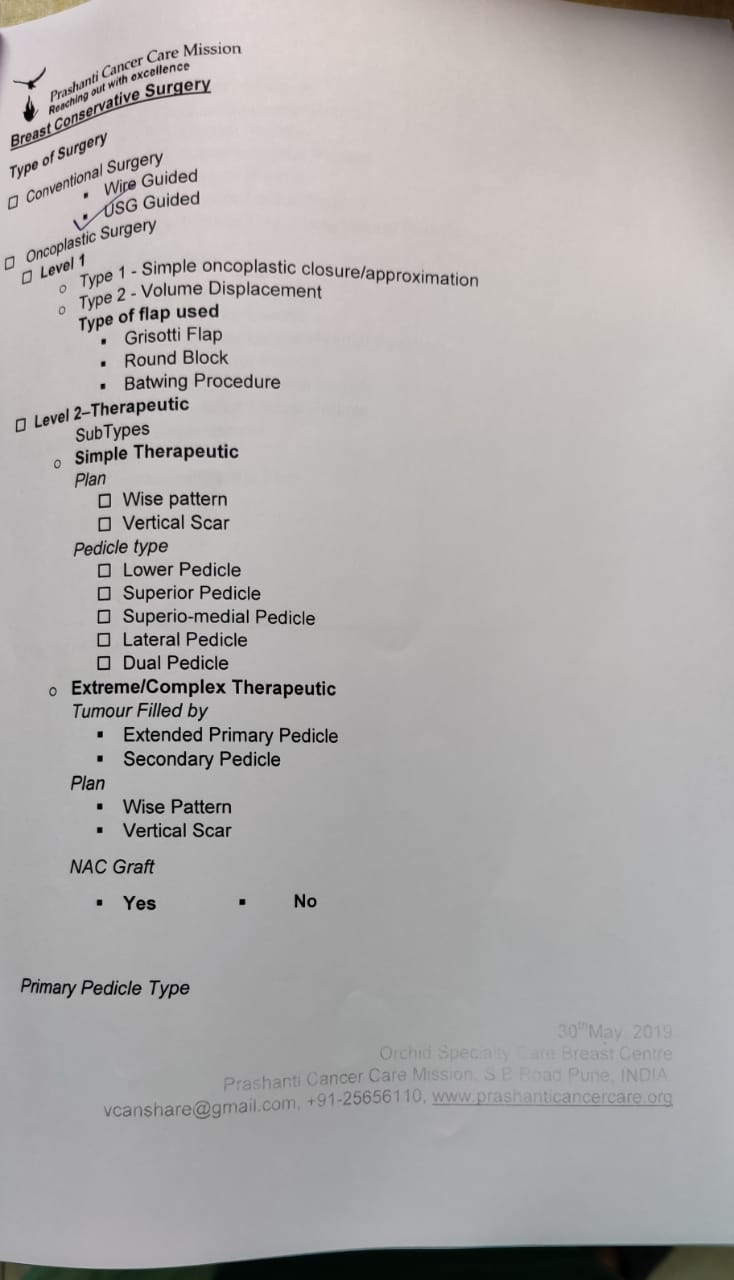 Prashanti Cancer Care Mission
Reaching out with excellence
Breast Conservative Surgery
Type of Surgery
☐ Conventional Surgery
▪ Wire Guided
▪ USG Guided
☐ Oncoplastic Surgery
☐ Level 1
o Type 1 - Simple oncoplastic closure/approximation
o Type 2 - Volume Displacement
Type of flap used
▪ Grisotti Flap
▪ Round Block
▪ Batwing Procedure
☐ Level 2–Therapeutic
SubTypes
o Simple Therapeutic
Plan
☐ Wise pattern
☐ Vertical Scar
Pedicle type
☐ Lower Pedicle
☐ Superior Pedicle
☐ Superio-medial Pedicle
☐ Lateral Pedicle
☐ Dual Pedicle
o Extreme/Complex Therapeutic
Tumour Filled by
▪ Extended Primary Pedicle
▪ Secondary Pedicle
Plan
▪ Wise Pattern
▪ Vertical Scar
NAC Graft
▪ Yes ▪ No
Primary Pedicle Type
30th May 2019
Orchid Specialty Care Breast Centre
Prashanti Cancer Care Mission, S B Road Pune, INDIA
vcanshare@gmail.com, +91-25656110, www.prashanticancercare.org